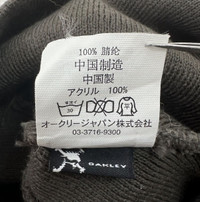 100% 腈纶
中国制造
中国製
アクリル 100%
30
オークリージャパン株式会社
03-3716-9300
OAKLEY